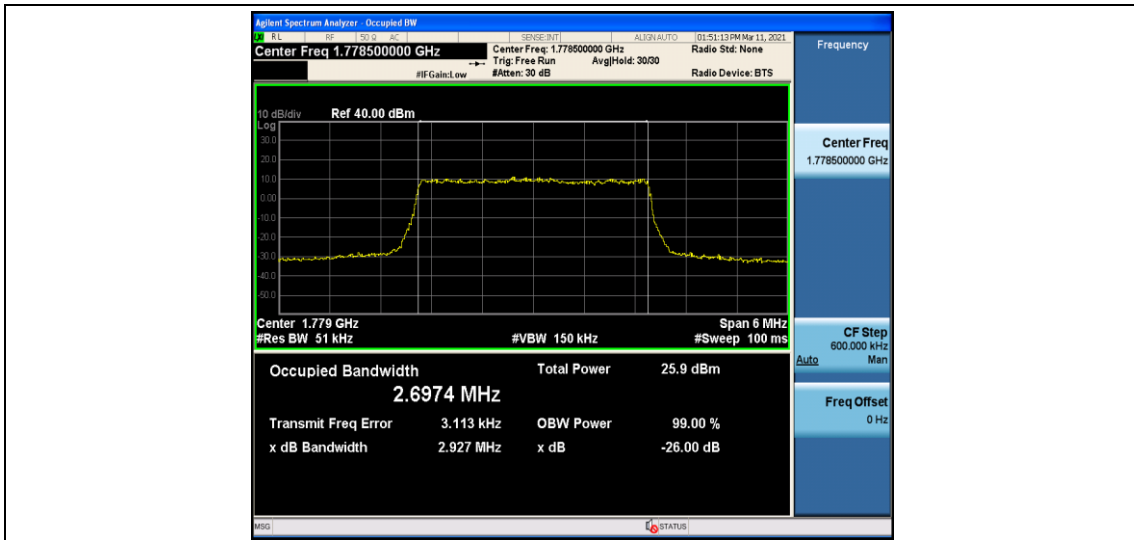 Agilent Spectrum Analyzer - Occupied BW
RL RF 50 Ω AC SENSE:INT ALIGN AUTO 01:51:13 PM Mar 11, 2021
Center Freq 1.778500000 GHz
Center Freq: 1.778500000 GHz Radio Std: None
Trig: Free Run Avg|Hold: 30/30
#IFGain:Low #Atten: 30 dB Radio Device: BTS
Frequency
10 dB/div Ref 40.00 dBm
Log
30.0
20.0
10.0
0.00
-10.0
-20.0
-30.0
-40.0
-50.0
Center Freq
1.778500000 GHz
Center 1.779 GHz Span 6 MHz
#Res BW 51 kHz #VBW 150 kHz #Sweep 100 ms
CF Step
600.000 kHz
Auto Man
Occupied Bandwidth Total Power 25.9 dBm
2.6974 MHz
Transmit Freq Error 3.113 kHz OBW Power 99.00 %
x dB Bandwidth 2.927 MHz x dB -26.00 dB
Freq Offset
0 Hz
MSG STATUS